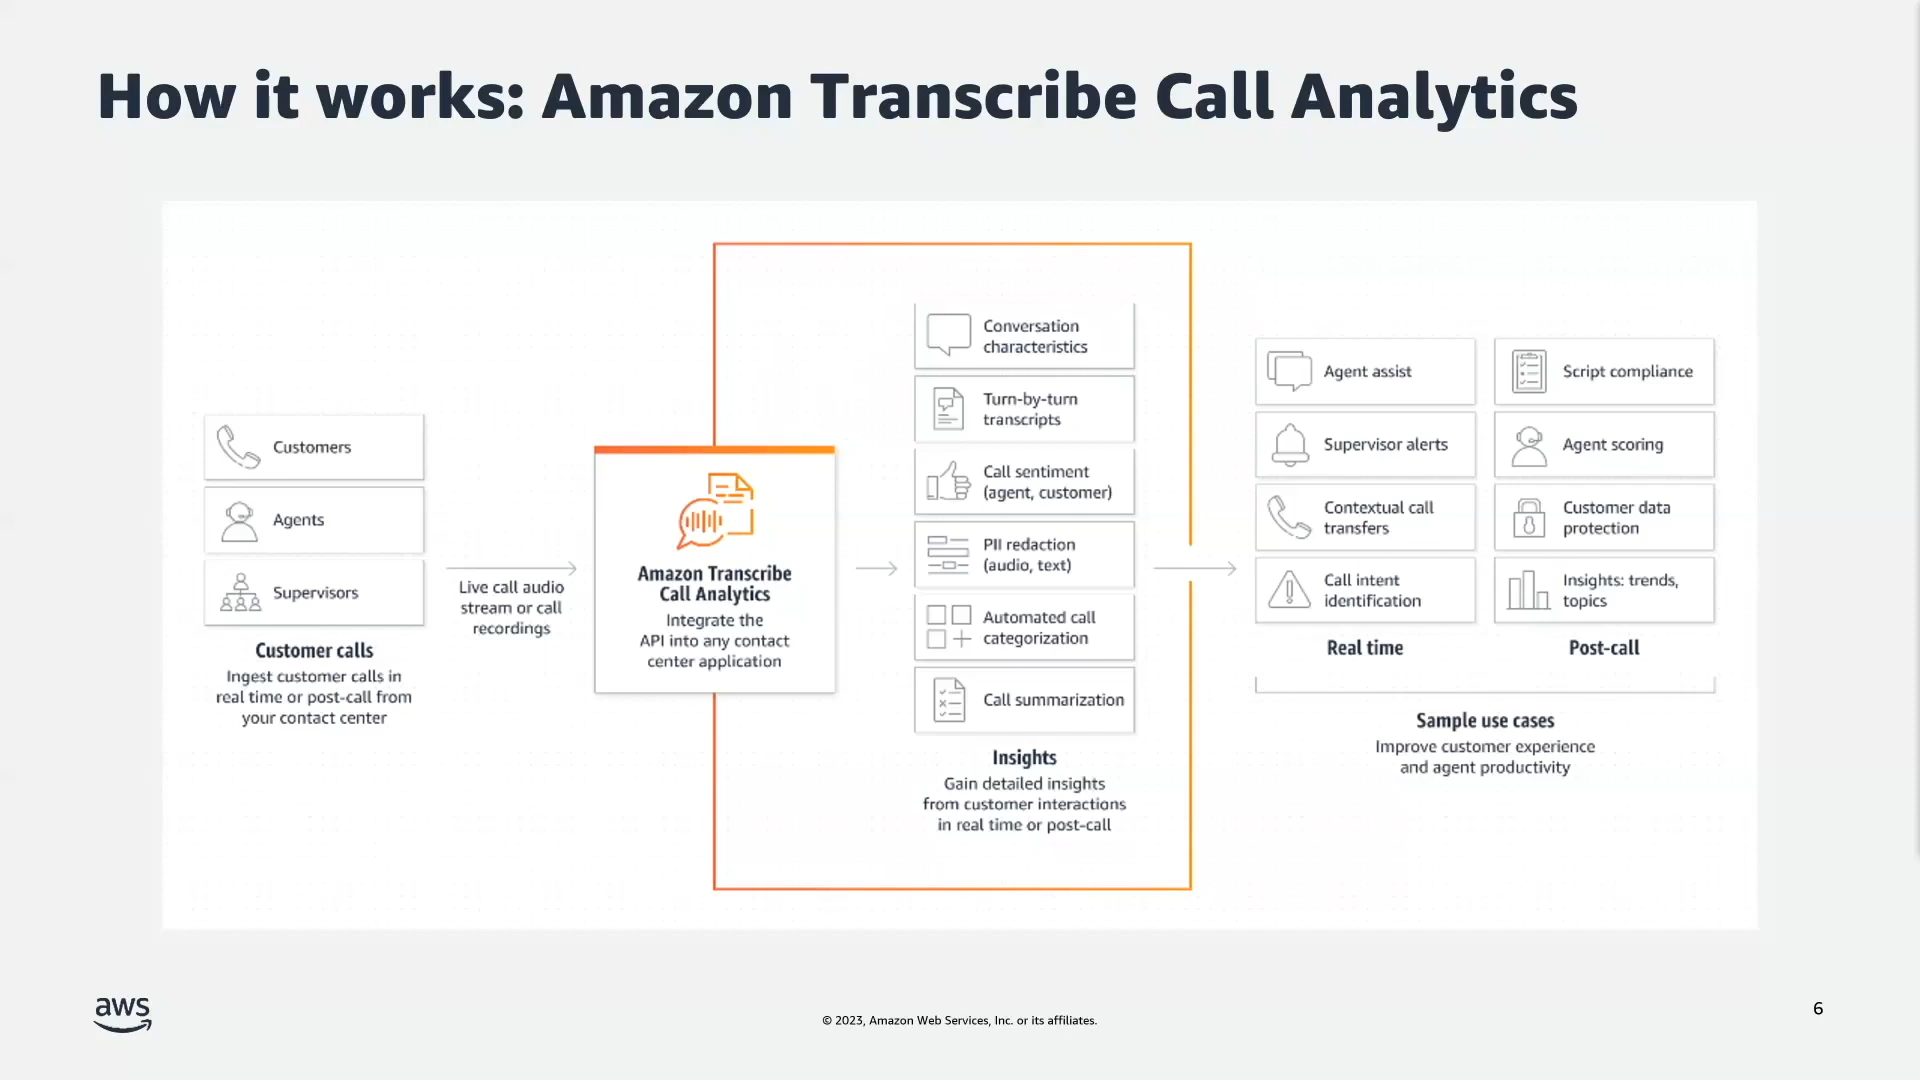 How it works: Amazon Transcribe Call Analytics
Customers
Agents
Supervisors
Customer calls
Ingest customer calls in
real time or post-call from
your contact center
Live call audio
stream or call
recordings
Amazon Transcribe
Call Analytics
Integrate the
API into any contact
center application
Conversation
characteristics
Turn-by-turn
transcripts
Call sentiment
(agent, customer)
PII redaction
(audio, text)
Automated call
categorization
Call summarization
Insights
Gain detailed insights
from customer interactions
in real time or post-call
Agent assist
Supervisor alerts
Contextual call
transfers
Call intent
identification
Real time
Script compliance
Agent scoring
Customer data
protection
Insights: trends,
topics
Post-call
Sample use cases
Improve customer experience
and agent productivity
aws
© 2023, Amazon Web Services, Inc. or its affiliates.
6